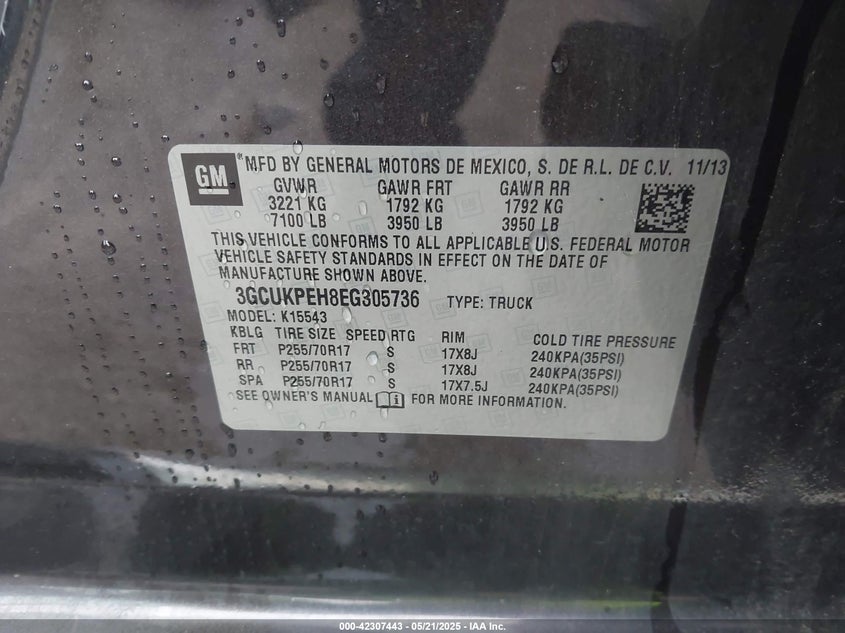 GM ® MFD BY GENERAL MOTORS DE MEXICO, S. DE R.L. DE C.V. 11/13
GVWR GAWR FRT GAWR RR
3221 KG 1792 KG 1792 KG
7100 LB 3950 LB 3950 LB
THIS VEHICLE CONFORMS TO ALL APPLICABLE U.S. FEDERAL MOTOR
VEHICLE SAFETY STANDARDS IN EFFECT ON THE DATE OF
MANUFACTURE SHOWN ABOVE.
3GCUKPEH8EG305736 TYPE: TRUCK
MODEL: K15543
KBLG TIRE SIZE SPEED RTG RIM COLD TIRE PRESSURE
FRT P255/70R17 S 17X8J 240KPA(35PSI)
RR P255/70R17 S 17X8J 240KPA(35PSI)
SPA P255/70R17 S 17X7.5J 240KPA(35PSI)
SEE OWNER'S MANUAL FOR MORE INFORMATION.
000-42307443 - 05/21/2025 - IAA Inc.